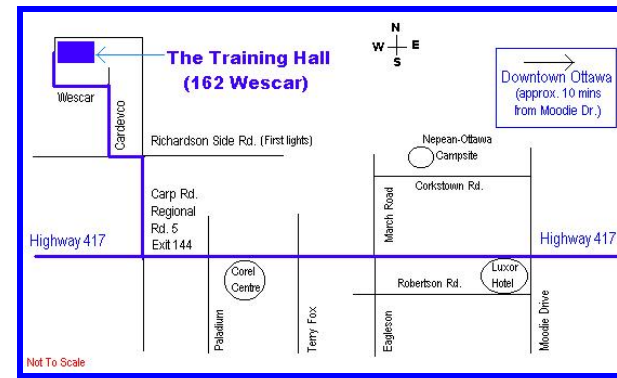 N
W E
S
The Training Hall
(162 Wescar)
Downtown Ottawa
(approx. 10 mins
from Moodie Dr.)
Wescar
Cardevco
Richardson Side Rd. (First lights)
Nepean-Ottawa
Campsite
Corkstown Rd.
March Road
Carp Rd.
Regional
Rd. 5
Exit 144
Highway 417
Highway 417
Corel
Centre
Luxor
Hotel
Robertson Rd.
Paladium
Terry Fox
Eagleson
Moodie Drive
Not To Scale